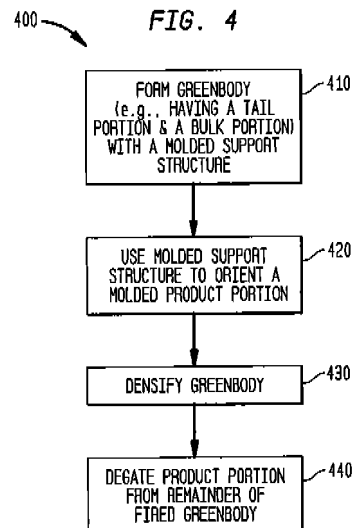 400
FIG. 4
FORM GREENBODY
(e.g., HAVING A TAIL
PORTION & A BULK PORTION)
WITH A MOLDED SUPPORT
STRUCTURE
410
USE MOLDED SUPPORT
STRUCTURE TO ORIENT A
MOLDED PRODUCT PORTION
420
DENSIFY GREENBODY
430
DEGATE PRODUCT PORTION
FROM REMAINDER OF
FIRED GREENBODY
440